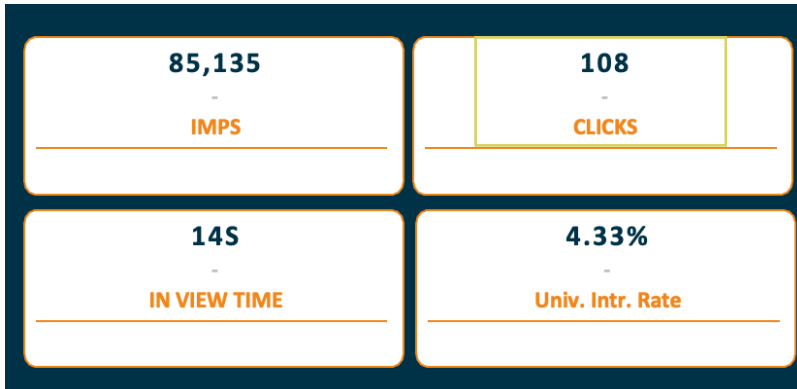 85,135
-
IMPS
108
-
CLICKS
14S
-
IN VIEW TIME
4.33%
-
Univ. Intr. Rate